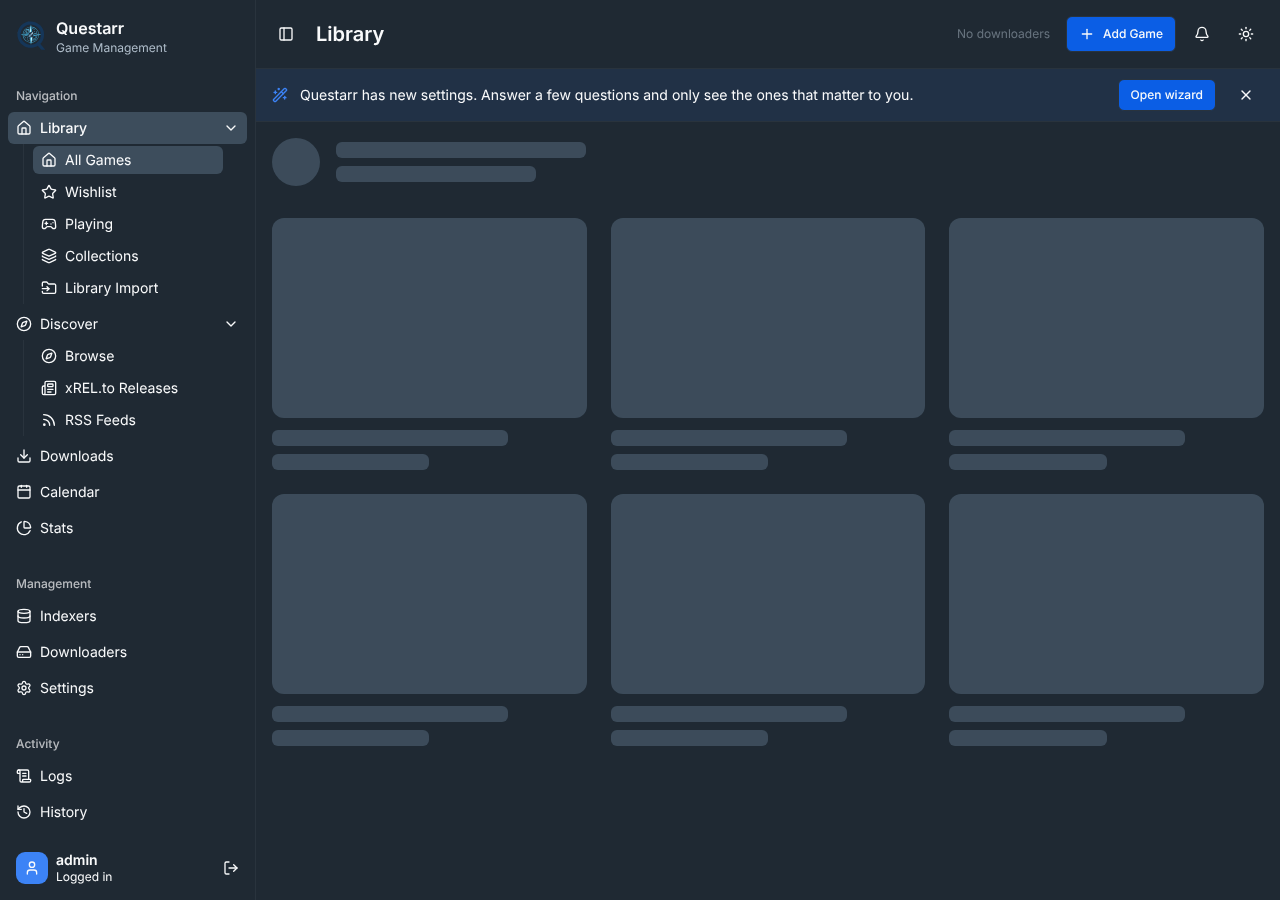 Questarr
Game Management
Navigation
Library
All Games
Wishlist
Playing
Collections
Library Import
Discover
Browse
xREL.to Releases
RSS Feeds
Downloads
Calendar
Stats
Management
Indexers
Downloaders
Settings
Activity
Logs
History
admin
Logged in
Library
No downloaders
Add Game
Questarr has new settings. Answer a few questions and only see the ones that matter to you.
Open wizard